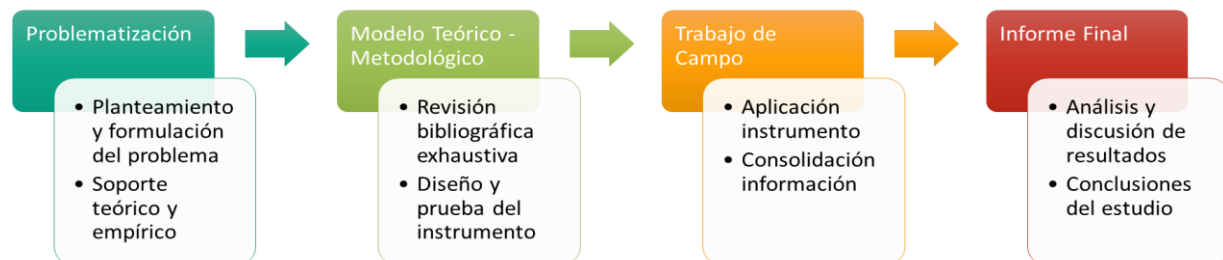 Problematización
• Planteamiento
y formulación
del problema
• Soporte
teórico y
empírico
Modelo Teórico -
Metodológico
• Revisión
bibliográfica
exhaustiva
• Diseño y
prueba del
instrumento
Trabajo de
Campo
• Aplicación
instrumento
• Consolidación
información
Informe Final
• Análisis y
discusión de
resultados
• Conclusiones
del estudio